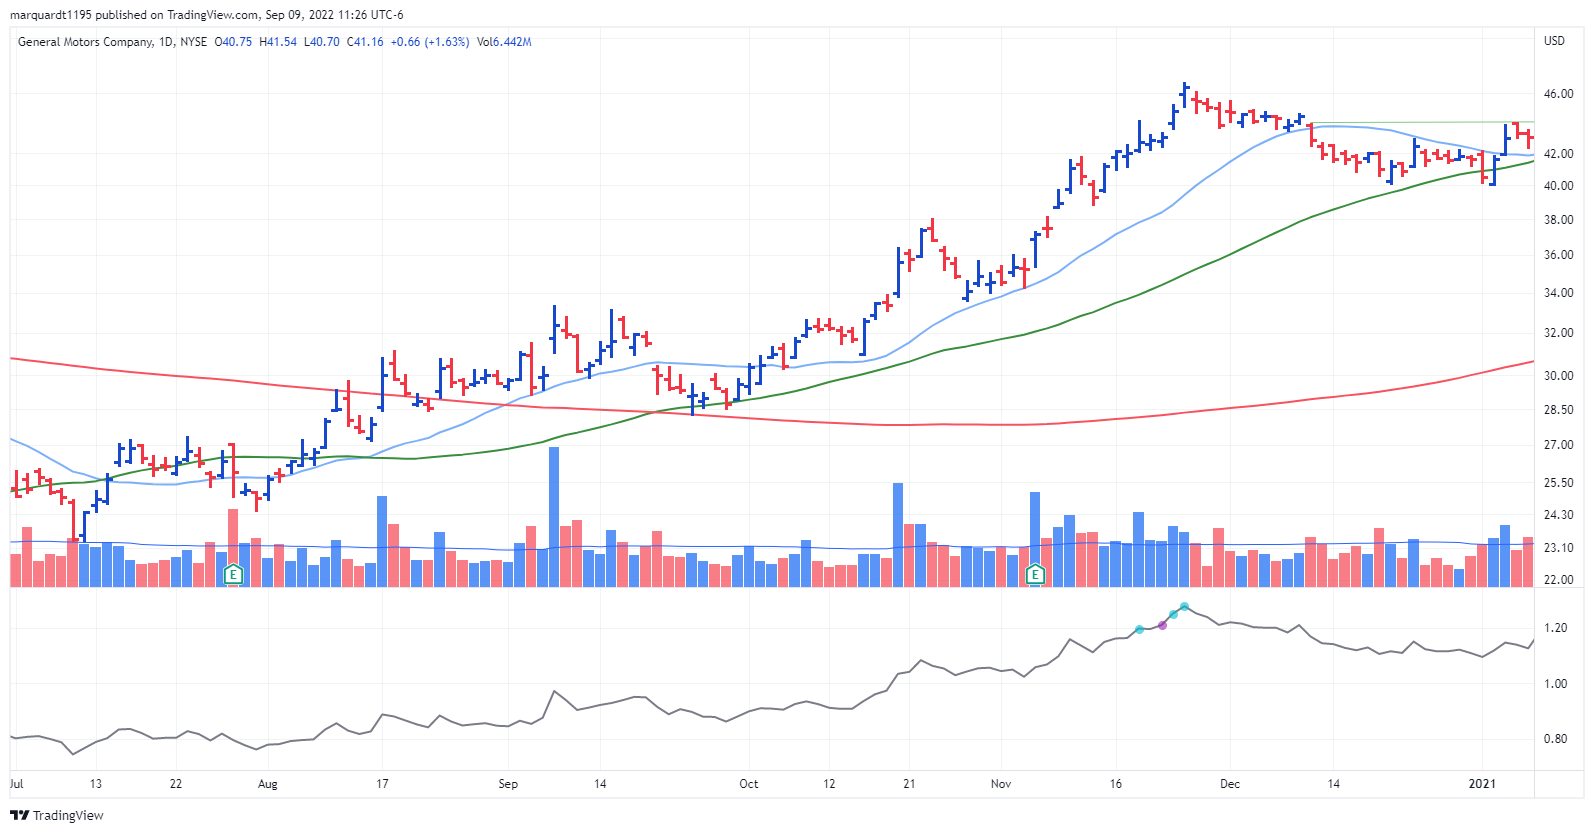 marquardt1195 published on TradingView.com, Sep 09, 2022 11:26 UTC-6
General Motors Company, 1D, NYSE O40.75 H41.54 L40.70 C41.16 +0.66 (+1.63%) Vol6.442M
USD
46.00
42.00
40.00
38.00
36.00
34.00
32.00
30.00
28.50
27.00
25.50
24.30
23.10
22.00
E
E
1.20
1.00
0.80
Jul 13 22 Aug 17 Sep 14 Oct 12 21 Nov 16 Dec 14 2021
TradingView